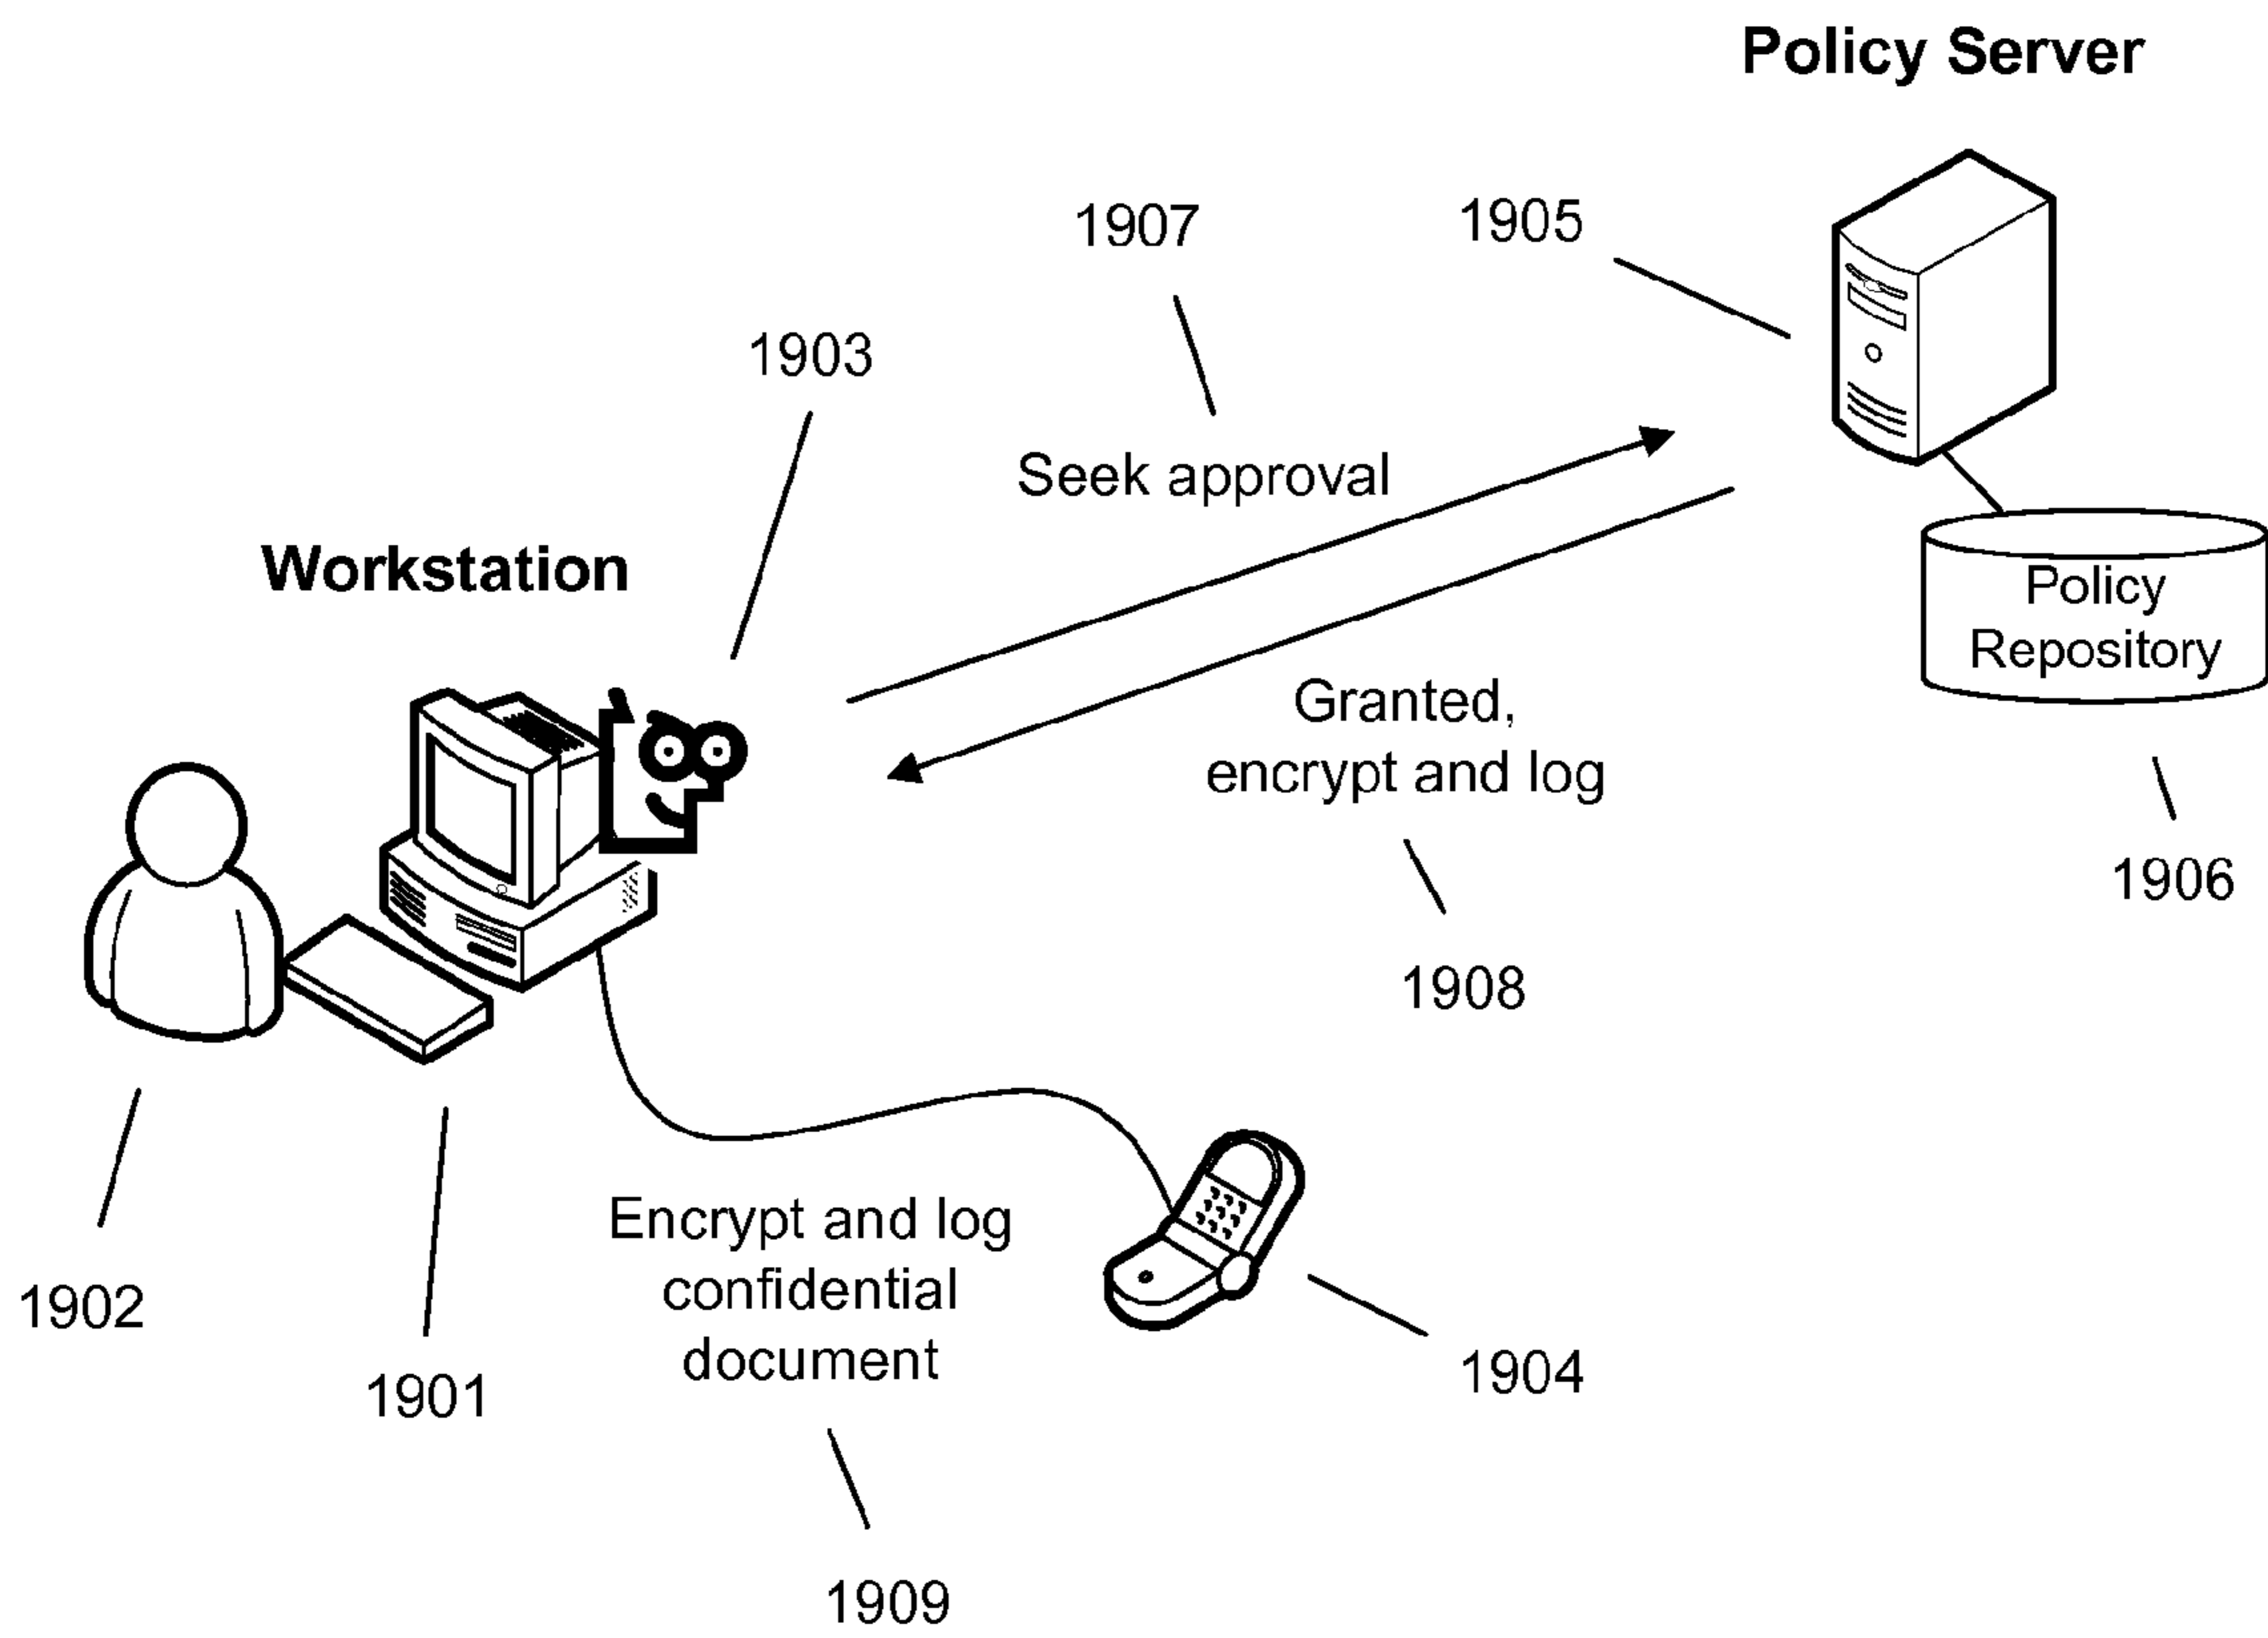 Policy Server
1907
1905
1903
Seek approval
Workstation
Policy
Repository
Granted,
encrypt and log
1906
1908
Encrypt and log
confidential
document
1902
1901
1904
1909